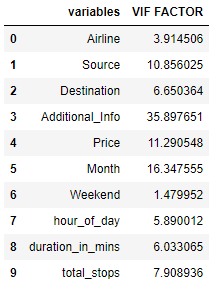 variables VIF FACTOR
0 Airline 3.914506
1 Source 10.856025
2 Destination 6.650364
3 Additional_Info 35.897651
4 Price 11.290548
5 Month 16.347555
6 Weekend 1.479952
7 hour_of_day 5.890012
8 duration_in_mins 6.033065
9 total_stops 7.908936